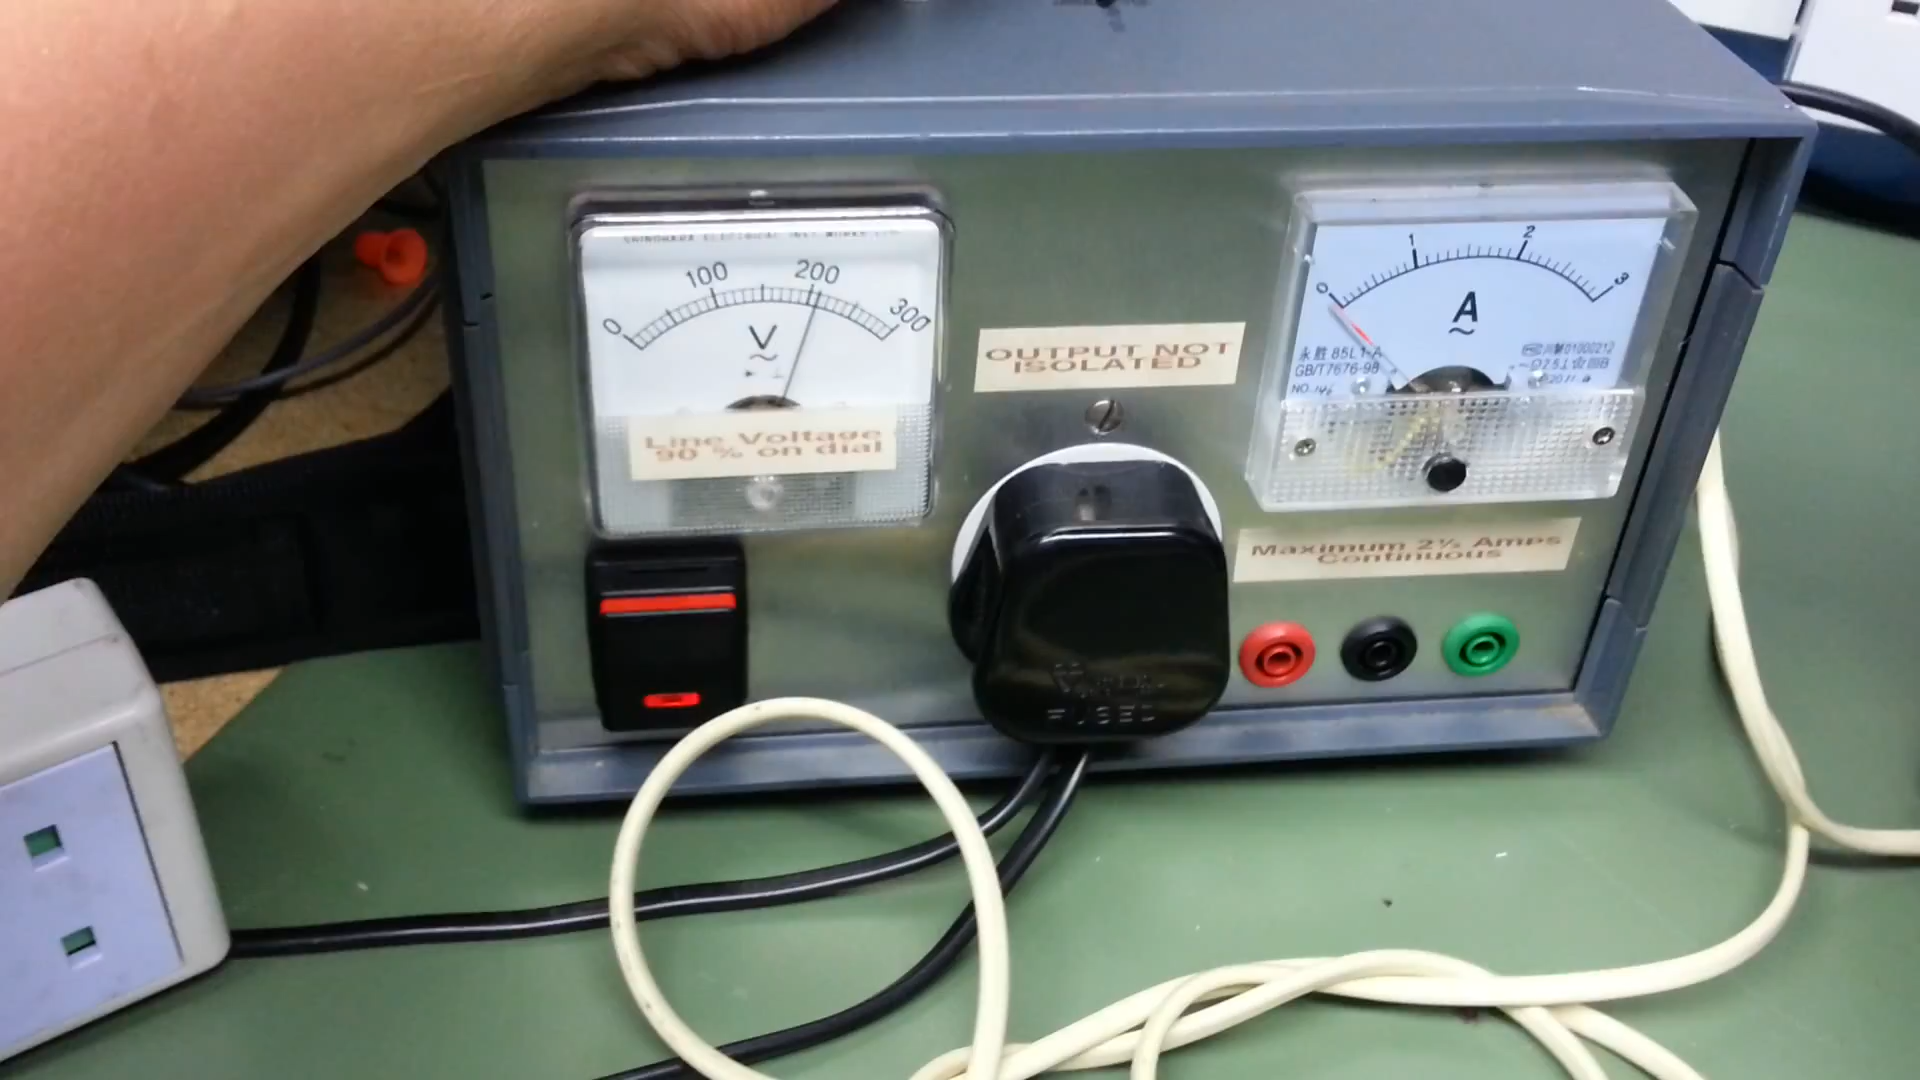 0 100 200 300
V
Line Voltage
90 % on dial
OUTPUT NOT
ISOLATED
0 1 2 3
A
永胜 85L1-A
GB/T7676-98
NO.
Maximum 2½ Amps
Continuous
FUSED